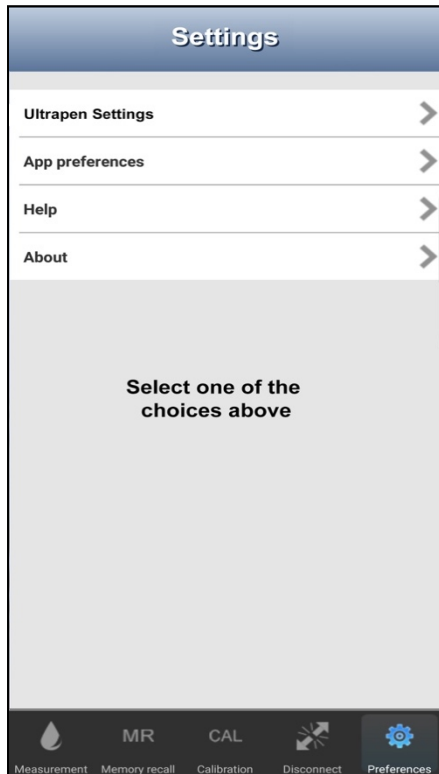 Settings
Ultrapen Settings
App preferences
Help
About
Select one of the
choices above
MR CAL
Measurement Memory recall Calibration Disconnect Preferences